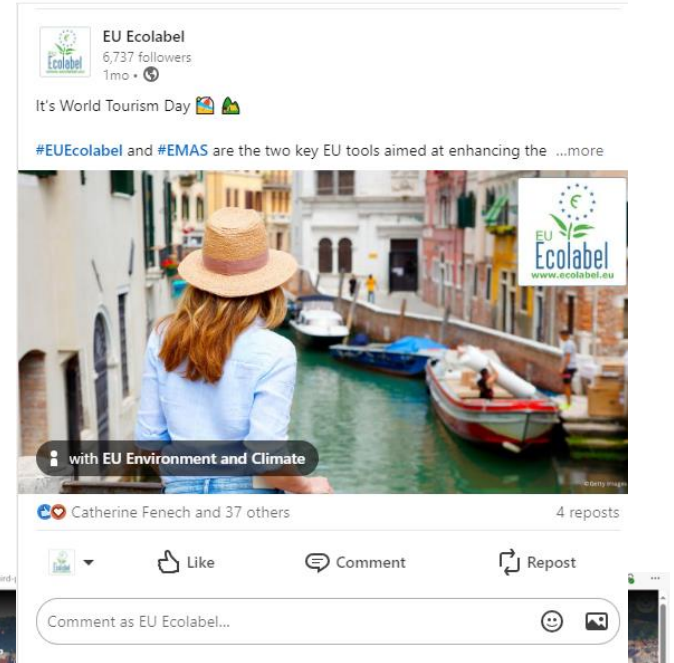 EU Ecolabel
6,737 followers
1mo •
It's World Tourism Day
#EUEcolabel and #EMAS are the two key EU tools aimed at enhancing the ...more
EU
Ecolabel
www.ecolabel.eu
with EU Environment and Climate
©Getty Images
Catherine Fenech and 37 others
4 reposts
Like
Comment
Repost
Comment as EU Ecolabel...